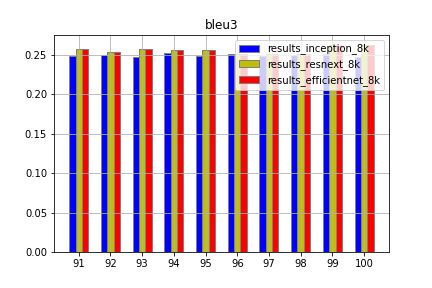 bleu3
0.25
0.20
0.15
0.10
0.05
0.00
results_inception_8k
results_resnext_8k
results_efficientnet_8k
91 92 93 94 95 96 97 98 99 100